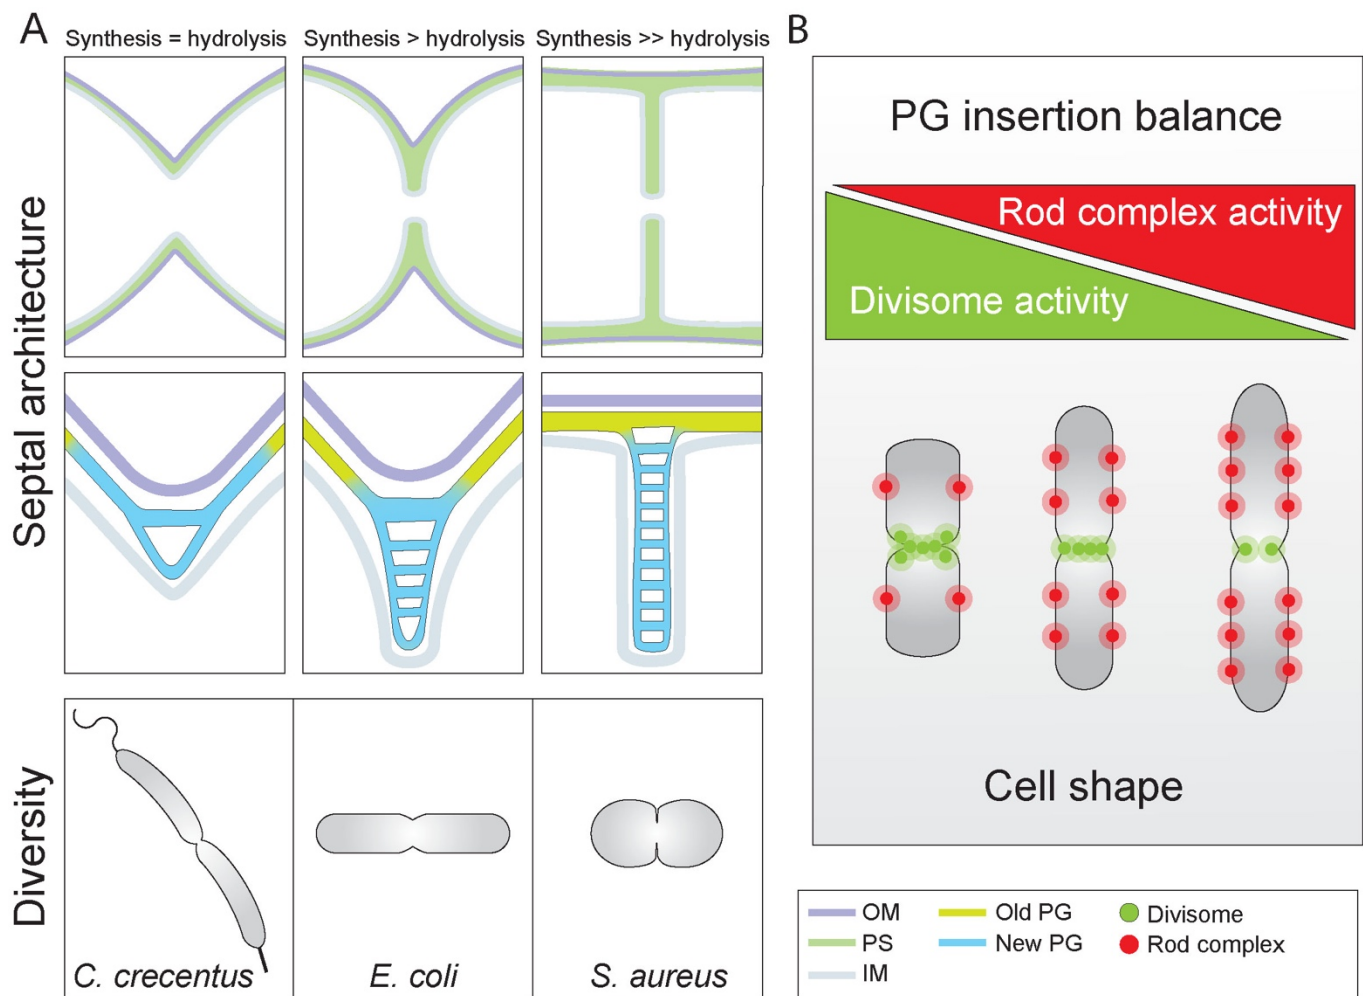 A
Synthesis = hydrolysis
Synthesis > hydrolysis
Synthesis >> hydrolysis
Septal architecture
Diversity
C. crecentus
E. coli
S. aureus
B
PG insertion balance
Rod complex activity
Divisome activity
Cell shape
OM
PS
IM
Old PG
New PG
Divisome
Rod complex